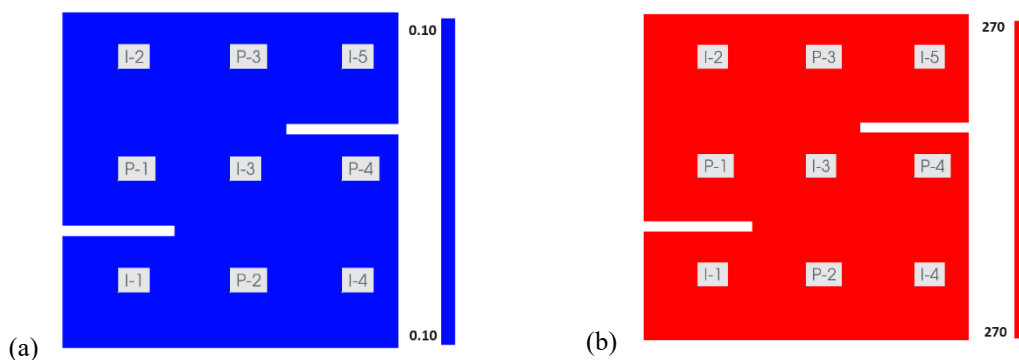 0.10
I-2 P-3 I-5
P-1 I-3 P-4
I-1 P-2 I-4
0.10
(a)
270
I-2 P-3 I-5
P-1 I-3 P-4
I-1 P-2 I-4
270
(b)